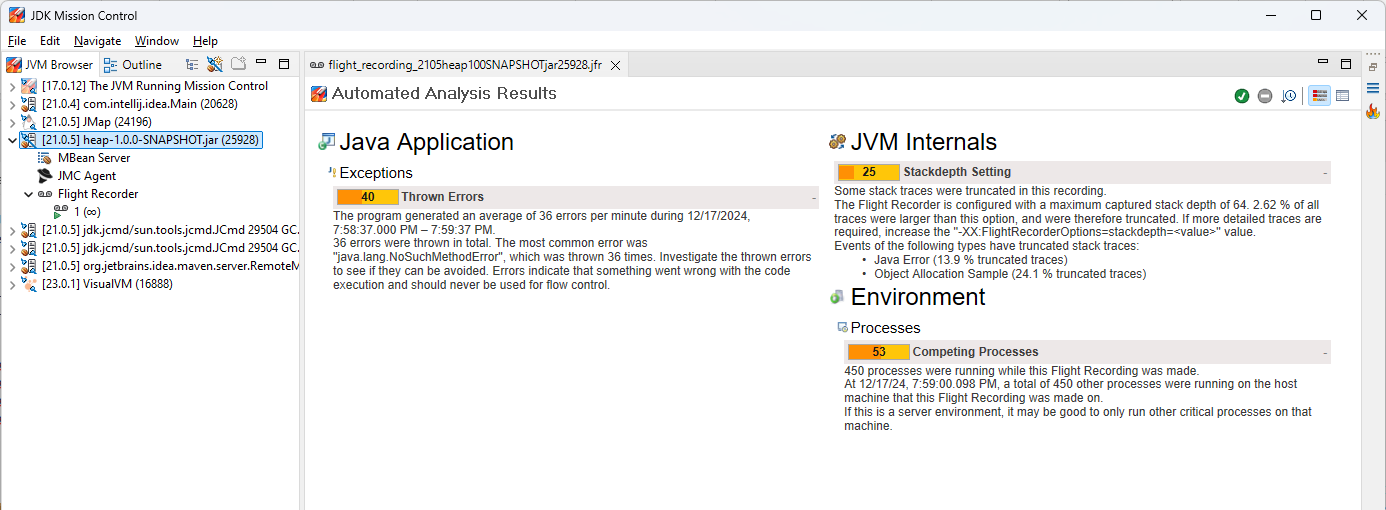 JDK Mission Control
File Edit Navigate Window Help
JVM Browser Outline
[17.0.12] The JVM Running Mission Control
[21.0.4] com.intellij.idea.Main (20628)
[21.0.5] JMap (24196)
[21.0.5] heap-1.0.0-SNAPSHOT.jar (25928)
MBean Server
JMC Agent
Flight Recorder
1 (∞)
[21.0.5] jdk.jcmd/sun.tools.jcmd.JCmd 29504 GC.
[21.0.5] jdk.jcmd/sun.tools.jcmd.JCmd 29504 GC.
[21.0.5] org.jetbrains.idea.maven.server.RemoteM
[23.0.1] VisualVM (16888)
flight_recording_2105heap100SNAPSHOTjar25928.jfr
Automated Analysis Results
Java Application
Exceptions
40 Thrown Errors -
The program generated an average of 36 errors per minute during 12/17/2024,
7:58:37.000 PM – 7:59:37 PM.
36 errors were thrown in total. The most common error was
"java.lang.NoSuchMethodError", which was thrown 36 times. Investigate the thrown errors
to see if they can be avoided. Errors indicate that something went wrong with the code
execution and should never be used for flow control.
JVM Internals
25 Stackdepth Setting -
Some stack traces were truncated in this recording.
The Flight Recorder is configured with a maximum captured stack depth of 64. 2.62 % of all
traces were larger than this option, and were therefore truncated. If more detailed traces are
required, increase the "-XX:FlightRecorderOptions=stackdepth=<value>" value.
Events of the following types have truncated stack traces:
• Java Error (13.9 % truncated traces)
• Object Allocation Sample (24.1 % truncated traces)
Environment
Processes
53 Competing Processes -
450 processes were running while this Flight Recording was made.
At 12/17/24, 7:59:00.098 PM, a total of 450 other processes were running on the host
machine that this Flight Recording was made on.
If this is a server environment, it may be good to only run other critical processes on that
machine.